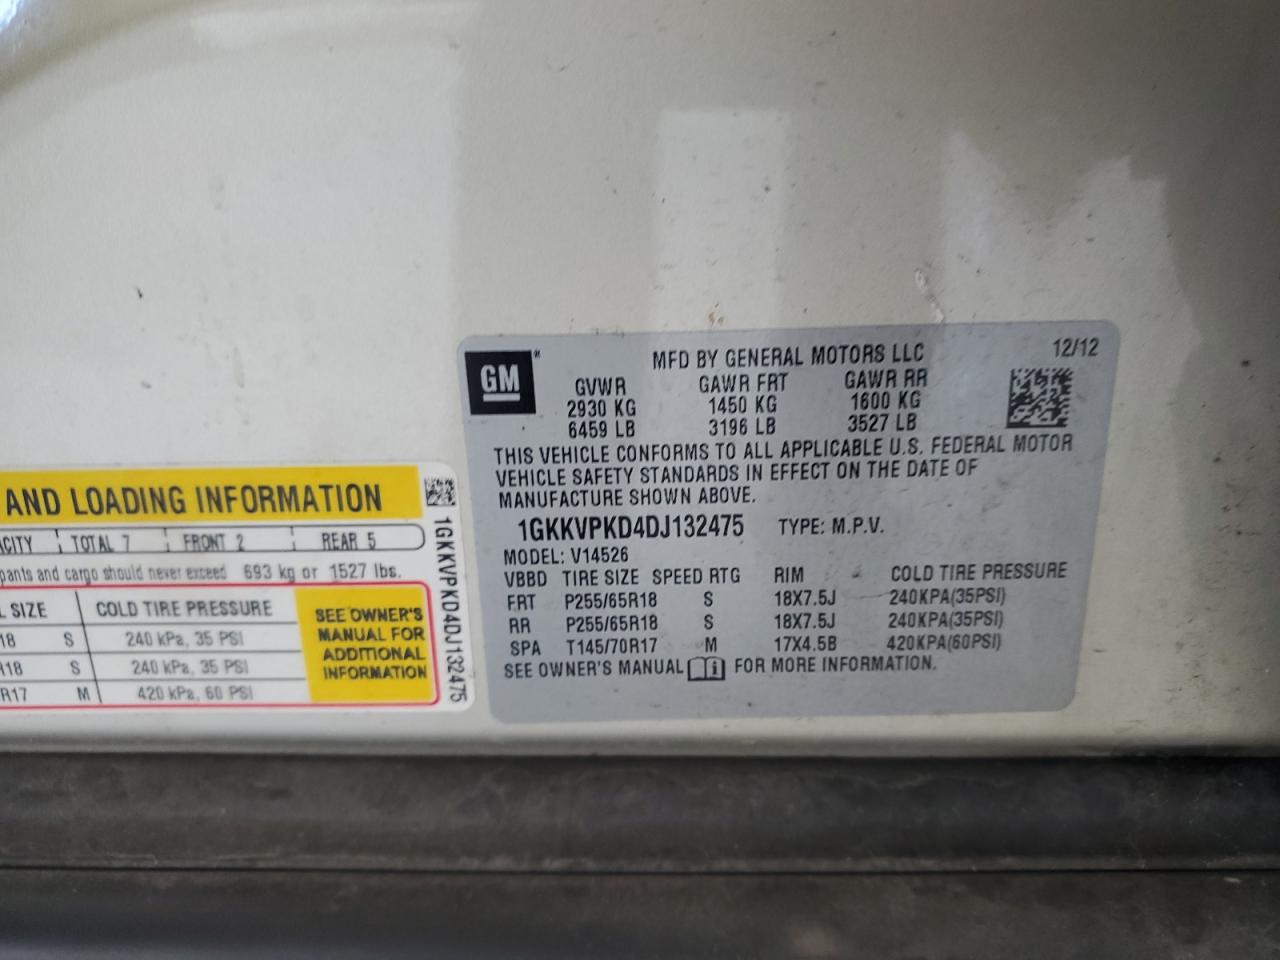 AND LOADING INFORMATION
TOTAL 7 FRONT 2 REAR 5
and cargo should never exceed 693 kg or 1527 lbs.
SIZE COLD TIRE PRESSURE
S 240 kPa, 35 PSI
S 240 kPa, 35 PSI
R17 M 420 kPa, 60 PSI
SEE OWNER'S
MANUAL FOR
ADDITIONAL
INFORMATION
1GKKVPKD4DJ132475
GM®
MFD BY GENERAL MOTORS LLC 12/12
GVWR GAWR FRT GAWR RR
2930 KG 1450 KG 1600 KG
6459 LB 3196 LB 3527 LB
THIS VEHICLE CONFORMS TO ALL APPLICABLE U.S. FEDERAL MOTOR
VEHICLE SAFETY STANDARDS IN EFFECT ON THE DATE OF
MANUFACTURE SHOWN ABOVE.
1GKKVPKD4DJ132475 TYPE: M.P.V.
MODEL: V14526
VBBD TIRE SIZE SPEED RTG RIM COLD TIRE PRESSURE
FRT P255/65R18 S 18X7.5J 240KPA(35PSI)
RR P255/65R18 S 18X7.5J 240KPA(35PSI)
SPA T145/70R17 M 17X4.5B 420KPA(60PSI)
SEE OWNER'S MANUAL FOR MORE INFORMATION.